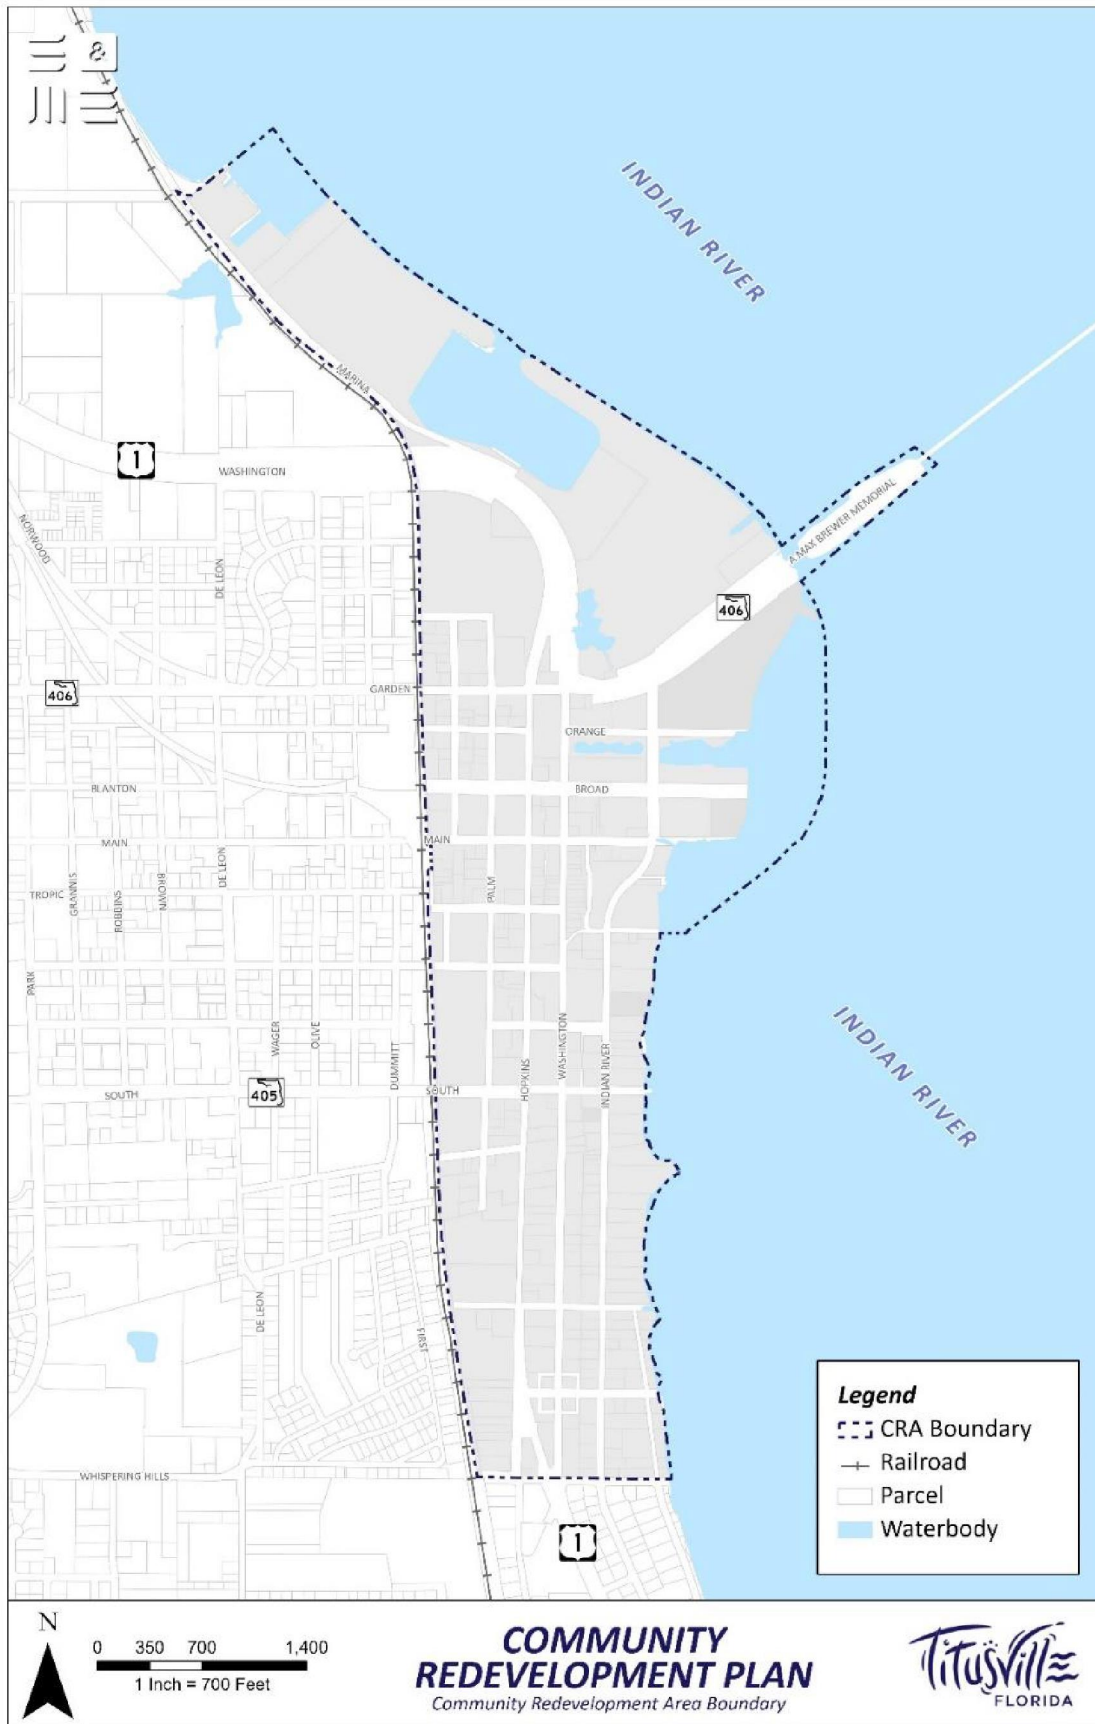 &
INDIAN RIVER
MARINA
1
WASHINGTON
A MAX BREWER MEMORIAL
NORWOOD
DE LEON
406
GARDEN
406
ORANGE
BLANTON
BROAD
MAIN
MAIN
DE LEON
TROPIC
GRANNIS
ROBBINS
BROWN
PALM
PARK
INDIAN RIVER
WAGER
OLIVE
DUMMITT
HOPKINS
WASHINGTON
INDIAN RIVER
SOUTH
405
SOUTH
DE LEON
FIRST
WHISPERING HILLS
1
Legend
CRA Boundary
Railroad
Parcel
Waterbody
N
0 350 700 1,400
1 Inch = 700 Feet
COMMUNITY
REDEVELOPMENT PLAN
Community Redevelopment Area Boundary
TITUSVILLE
FLORIDA